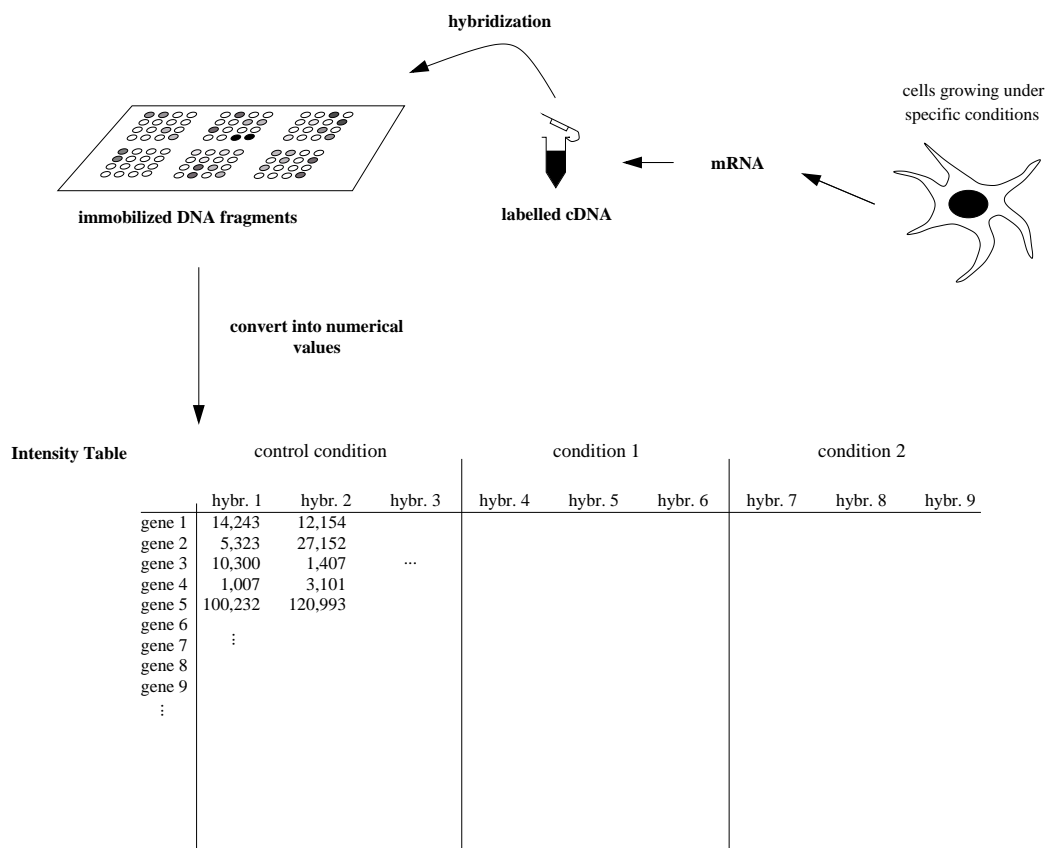 hybridization
cells growing under
specific conditions
mRNA
labelled cDNA
immobilized DNA fragments
convert into numerical
values
Intensity Table
control condition condition 1 condition 2
hybr. 1 hybr. 2 hybr. 3 hybr. 4 hybr. 5 hybr. 6 hybr. 7 hybr. 8 hybr. 9
gene 1 14,243 12,154
gene 2 5,323 27,152
gene 3 10,300 1,407 ...
gene 4 1,007 3,101
gene 5 100,232 120,993
gene 6
gene 7 ⋮
gene 8
gene 9
⋮